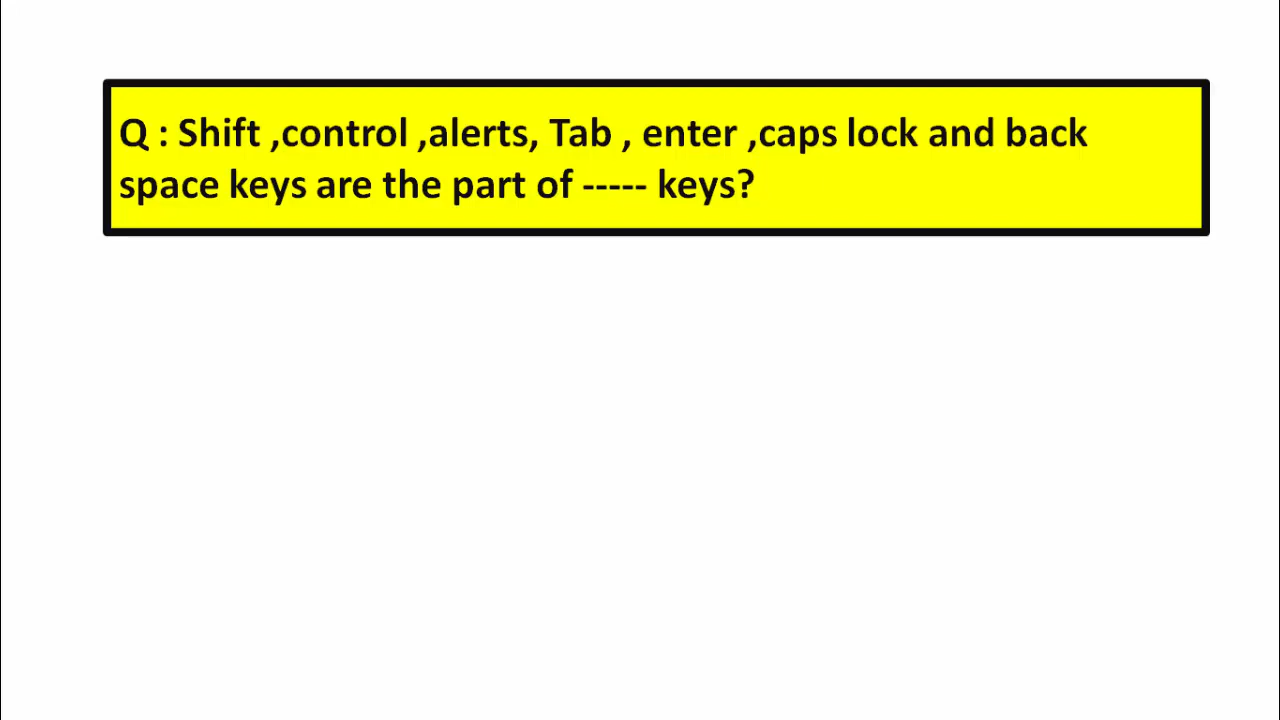 Q : Shift ,control ,alerts, Tab , enter ,caps lock and back
space keys are the part of ----- keys?